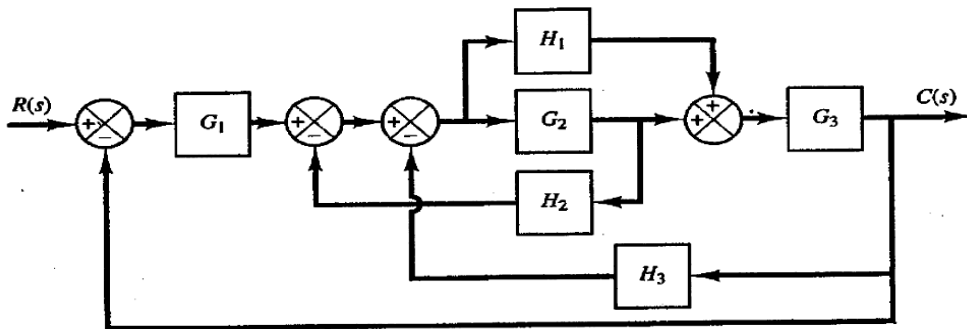 H₁
R(s)
C(s)
+
−
G₁
+
−
+
−
G₂
+
+
G₃
H₂
H₃